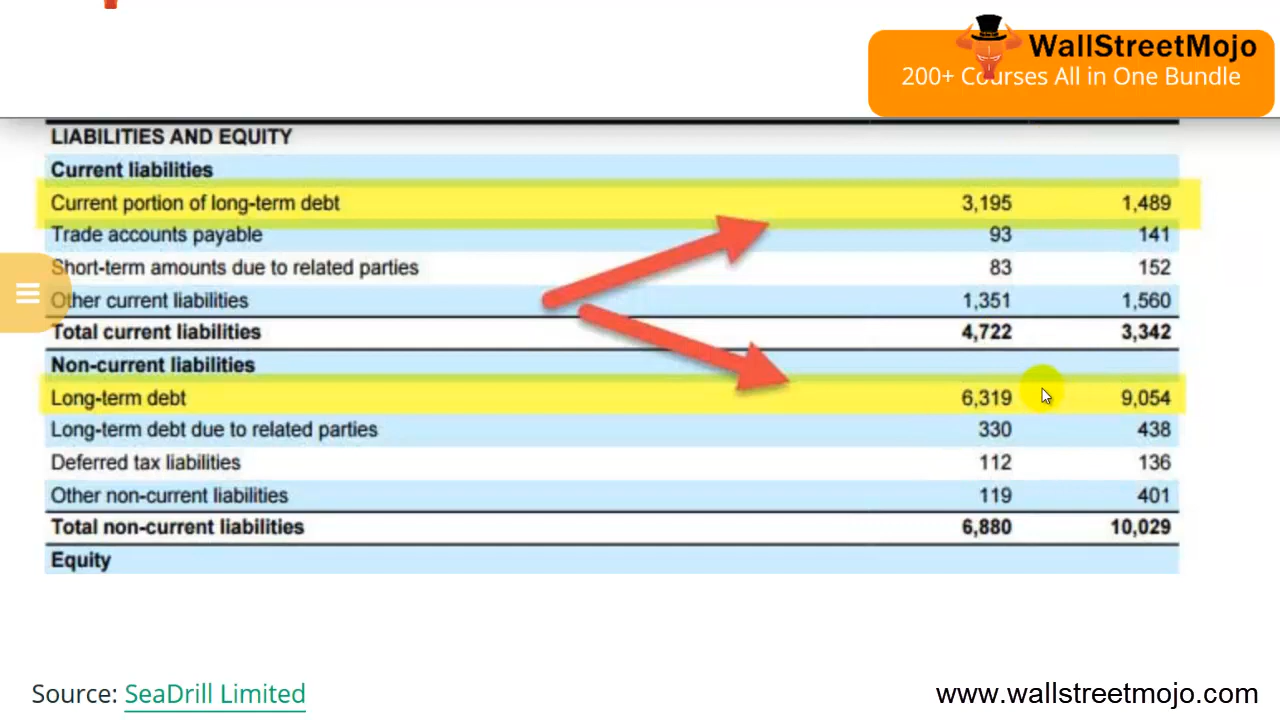 WallStreetMojo
200+ Courses All in One Bundle
LIABILITIES AND EQUITY
Current liabilities
Current portion of long-term debt 3,195 1,489
Trade accounts payable 93 141
Short-term amounts due to related parties 83 152
Other current liabilities 1,351 1,560
Total current liabilities 4,722 3,342
Non-current liabilities
Long-term debt 6,319 9,054
Long-term debt due to related parties 330 438
Deferred tax liabilities 112 136
Other non-current liabilities 119 401
Total non-current liabilities 6,880 10,029
Equity
Source: SeaDrill Limited www.wallstreetmojo.com